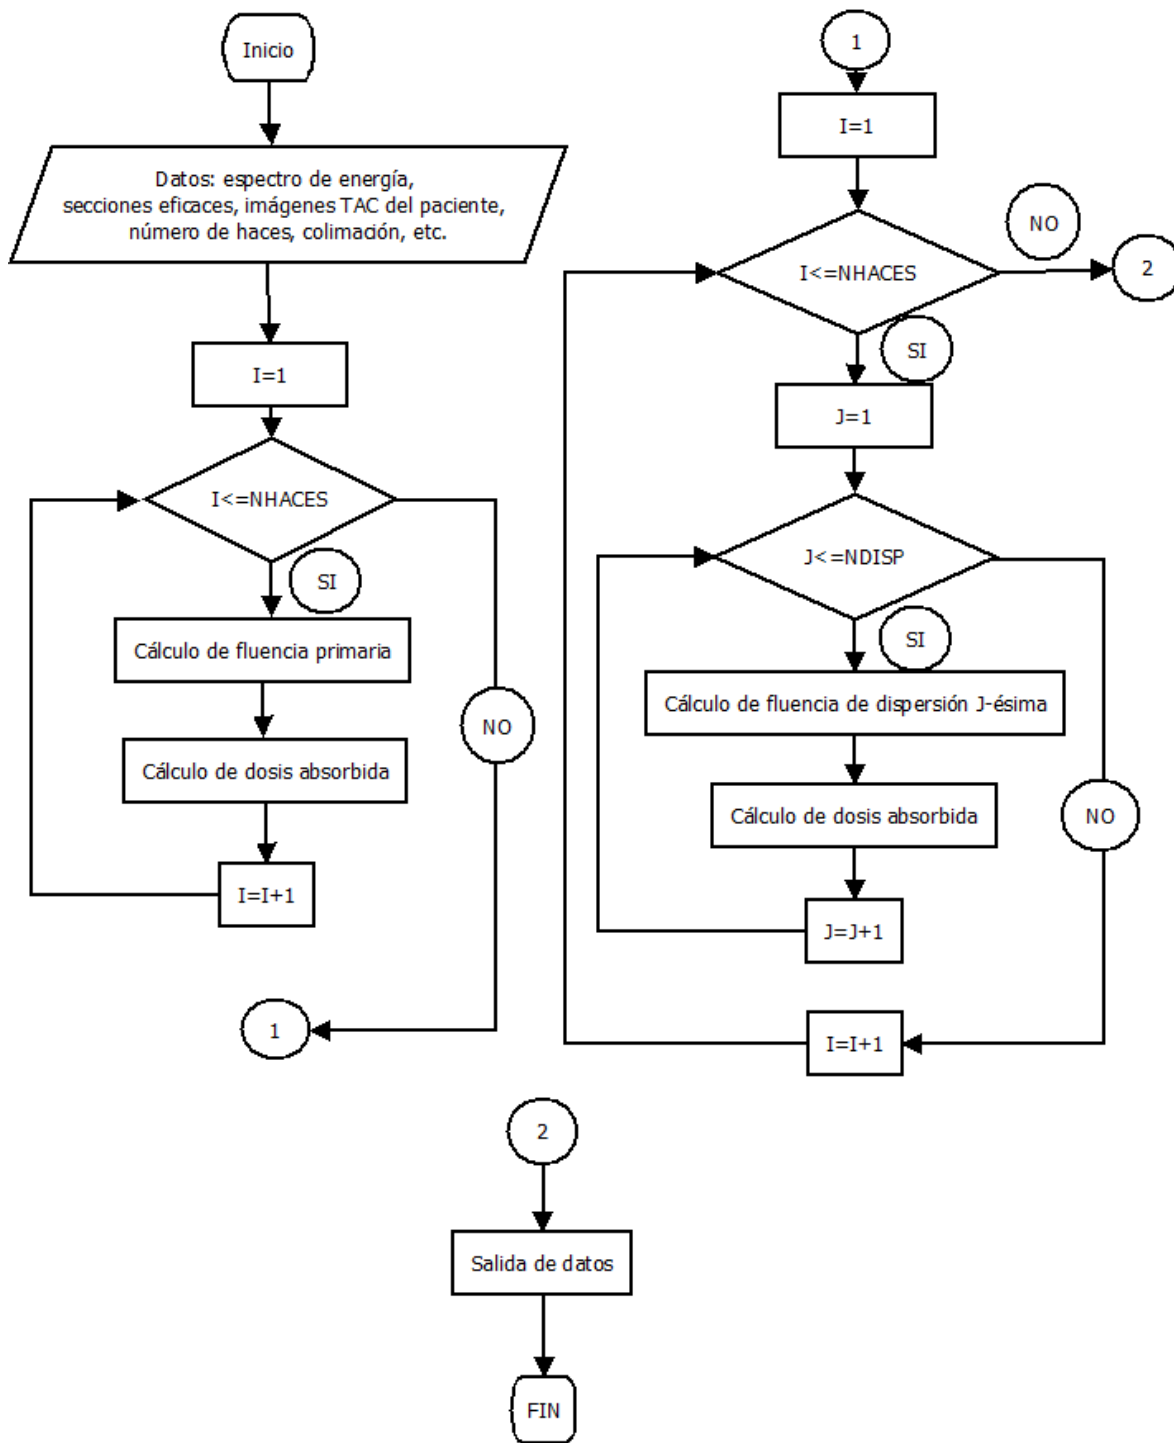 Inicio
Datos: espectro de energía,
secciones eficaces, imágenes TAC del paciente,
número de haces, colimación, etc.
I=1
I<=NHACES
SI
Cálculo de fluencia primaria
NO
Cálculo de dosis absorbida
I=I+1
1
1
I=1
NO
I<=NHACES
2
SI
J=1
J<=NDISP
SI
Cálculo de fluencia de dispersión J-ésima
Cálculo de dosis absorbida
NO
J=J+1
I=I+1
2
Salida de datos
FIN